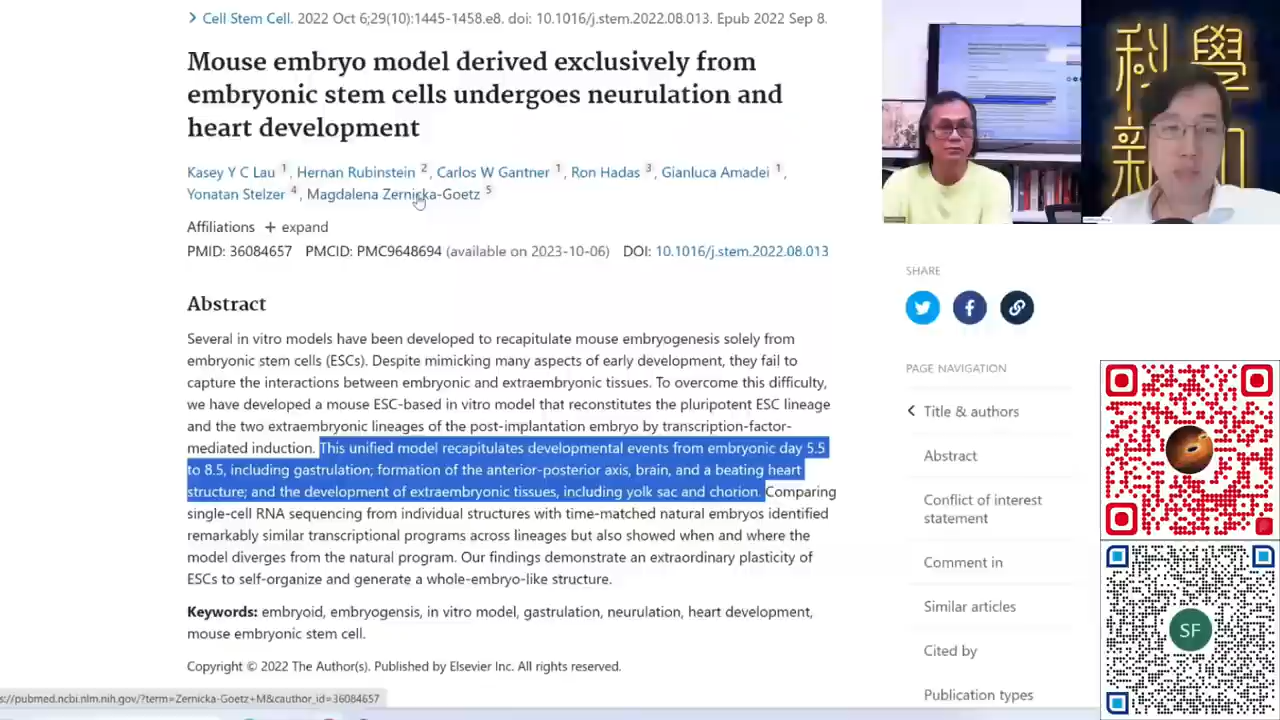 Cell Stem Cell. 2022 Oct 6;29(10):1445-1458.e8. doi: 10.1016/j.stem.2022.08.013. Epub 2022 Sep 8.
Mouse embryo model derived exclusively from
embryonic stem cells undergoes neurulation and
heart development
Kasey Y C Lau 1, Hernan Rubinstein 2, Carlos W Gantner 1, Ron Hadas 3, Gianluca Amadei 1,
Yonatan Stelzer 4, Magdalena Zernicka-Goetz 5
Affiliations + expand
PMID: 36084657 PMCID: PMC9648694 (available on 2023-10-06) DOI: 10.1016/j.stem.2022.08.013
Abstract
Several in vitro models have been developed to recapitulate mouse embryogenesis solely from
embryonic stem cells (ESCs). Despite mimicking many aspects of early development, they fail to
capture the interactions between embryonic and extraembryonic tissues. To overcome this difficulty,
we have developed a mouse ESC-based in vitro model that reconstitutes the pluripotent ESC lineage
and the two extraembryonic lineages of the post-implantation embryo by transcription-factor-
mediated induction. This unified model recapitulates developmental events from embryonic day 5.5
to 8.5, including gastrulation; formation of the anterior-posterior axis, brain, and a beating heart
structure; and the development of extraembryonic tissues, including yolk sac and chorion. Comparing
single-cell RNA sequencing from individual structures with time-matched natural embryos identified
remarkably similar transcriptional programs across lineages but also showed when and where the
model diverges from the natural program. Our findings demonstrate an extraordinary plasticity of
ESCs to self-organize and generate a whole-embryo-like structure.
Keywords: embryoid, embryogensis, in vitro model, gastrulation, neurulation, heart development,
mouse embryonic stem cell.
Copyright © 2022 The Author(s). Published by Elsevier Inc. All rights reserved.
s://pubmed.ncbi.nlm.nih.gov/?term=Zernicka-Goetz+M&cauthor_id=36084657
科學
新
SHARE
PAGE NAVIGATION
Title & authors
Abstract
Conflict of interest
statement
Comment in
Similar articles
Cited by
Publication types
SF